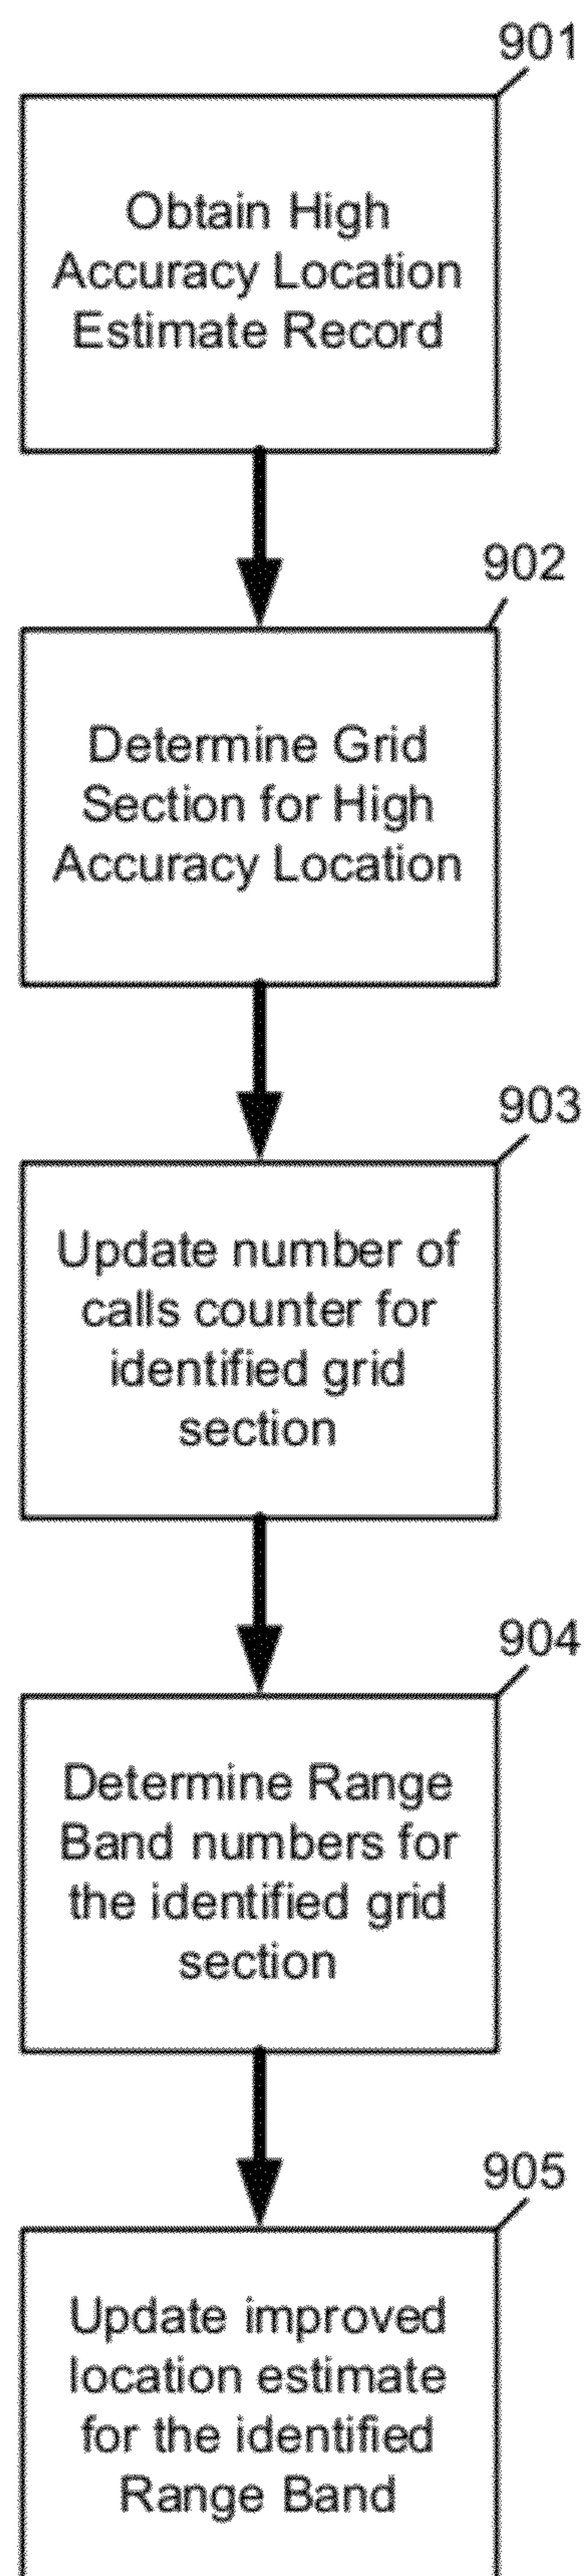 901
Obtain High
Accuracy Location
Estimate Record
902
Determine Grid
Section for High
Accuracy Location
903
Update number of
calls counter for
identified grid
section
904
Determine Range
Band numbers for
the identified grid
section
905
Update improved
location estimate
for the identified
Range Band